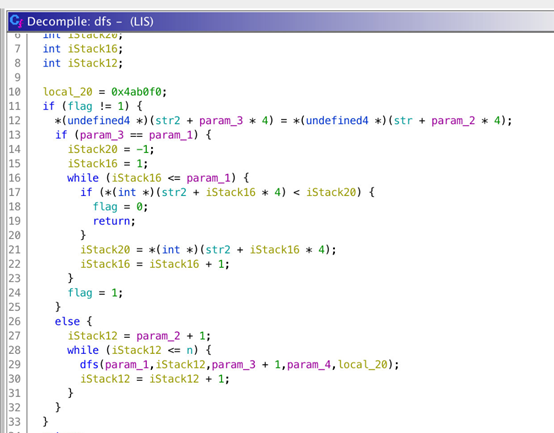 Decompile: dfs - (LIS)
6 int iStack20;
7 int iStack16;
8 int iStack12;
9
10 local_20 = 0x4ab0f0;
11 if (flag != 1) {
12 *(undefined4 *)(str2 + param_3 * 4) = *(undefined4 *)(str + param_2 * 4);
13 if (param_3 == param_1) {
14 iStack20 = -1;
15 iStack16 = 1;
16 while (iStack16 <= param_1) {
17 if (*(int *)(str2 + iStack16 * 4) < iStack20) {
18 flag = 0;
19 return;
20 }
21 iStack20 = *(int *)(str2 + iStack16 * 4);
22 iStack16 = iStack16 + 1;
23 }
24 flag = 1;
25 }
26 else {
27 iStack12 = param_2 + 1;
28 while (iStack12 <= n) {
29 dfs(param_1,iStack12,param_3 + 1,param_4,local_20);
30 iStack12 = iStack12 + 1;
31 }
32 }
33 }